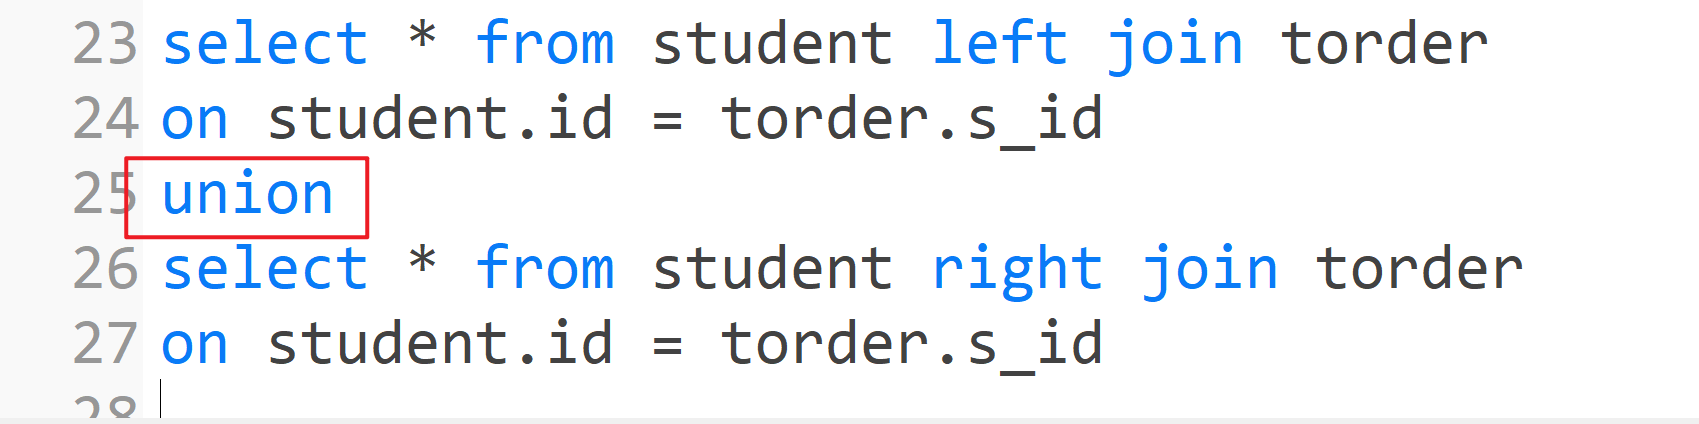 23 select * from student left join torder
24 on student.id = torder.s_id
25 union
26 select * from student right join torder
27 on student.id = torder.s_id
28